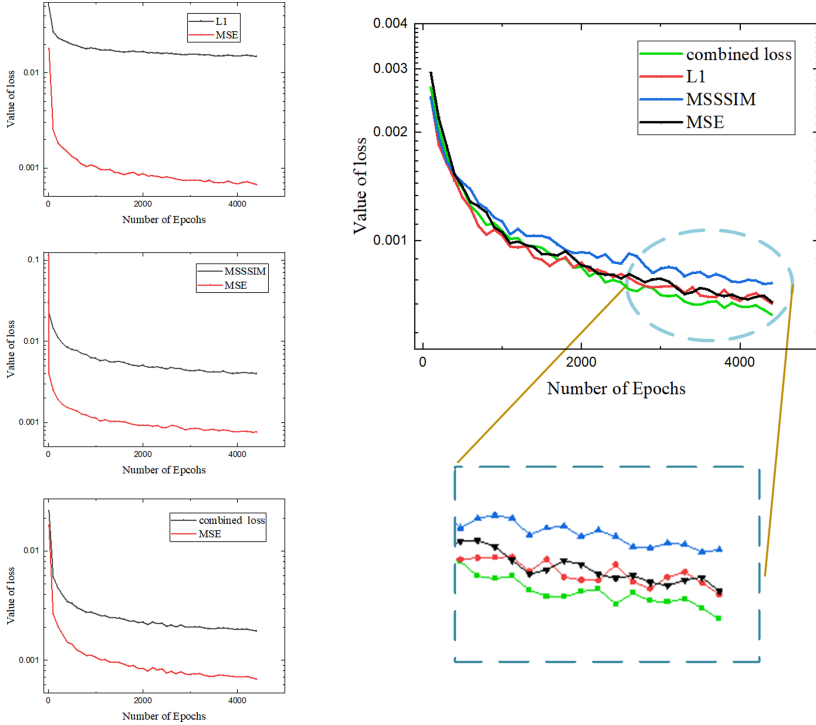 L1
MSE
0.01
0.001
Value of loss
0
2000
4000
Number of Epcohs
0.1
MSSSIM
MSE
0.01
0.001
Value of loss
0
2000
4000
Number of Epcohs
combined loss
MSE
0.01
0.001
Value of loss
0
2000
4000
Number of Epcohs
0.004
0.003
0.002
0.001
Value of loss
combined loss
L1
MSSSIM
MSE
0
2000
4000
Number of Epochs